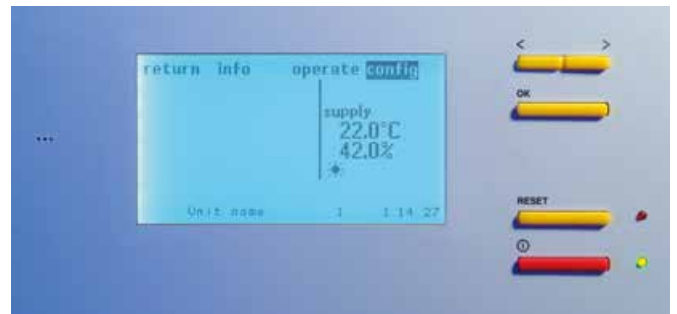 return info operate config
supply
22.0°C
42.0%
Unit name 1 1 14 27
...
< >
OK
RESET